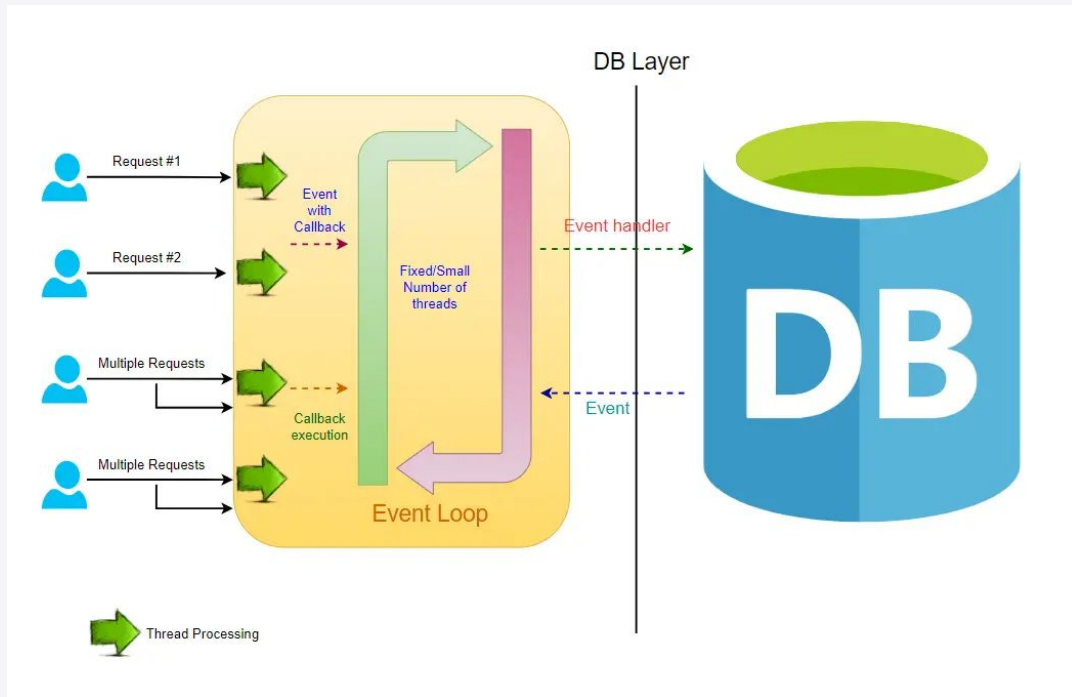 DB Layer
Request #1
Event
with
Callback
Event handler
Request #2
Fixed/Small
Number of
threads
DB
Multiple Requests
Event
Callback
execution
Multiple Requests
Event Loop
Thread Processing